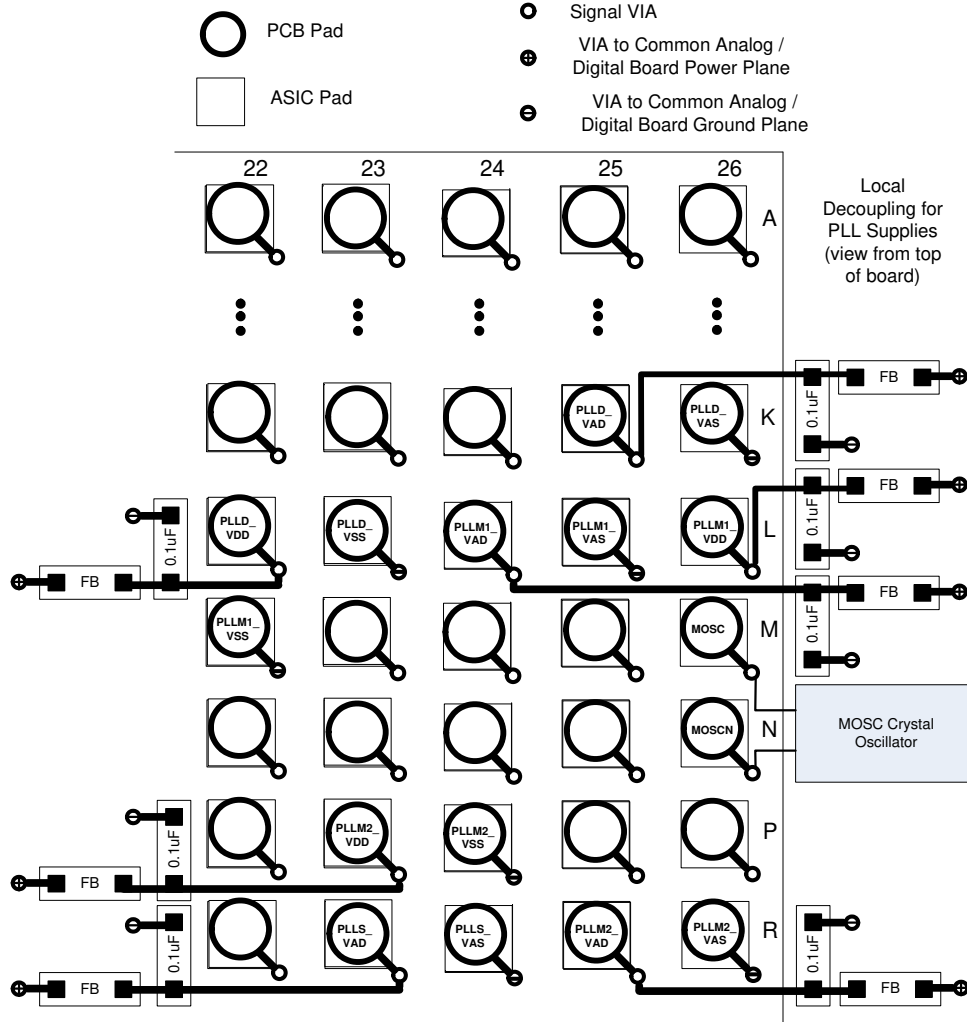 PCB Pad
ASIC Pad
Signal VIA
VIA to Common Analog /
Digital Board Power Plane
VIA to Common Analog /
Digital Board Ground Plane
22 23 24 25 26
A
Local
Decoupling for
PLL Supplies
(view from top
of board)
PLLD_
VAD
PLLD_
VAS
K
0.1uF
FB
PLLD_
VDD
PLLD_
VSS
PLLM1_
VAD
PLLM1_
VAS
PLLM1_
VDD
L
0.1uF
FB
0.1uF
FB
PLLM1_
VSS
MOSC
M
0.1uF
FB
MOSCN
N
MOSC Crystal
Oscillator
PLLM2_
VDD
PLLM2_
VSS
P
0.1uF
FB
PLLS_
VAD
PLLS_
VAS
PLLM2_
VAD
PLLM2_
VAS
R
0.1uF
FB
0.1uF
FB